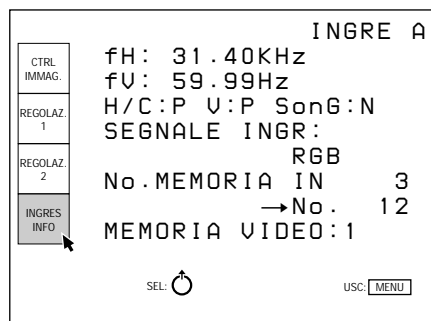 INGRE A
CTRL
IMMAG.
REGOLAZ.
1
REGOLAZ.
2
INGRES
INFO
fH: 31.40KHz
fV: 59.99Hz
H/C:P V:P SonG:N
SEGNALE INGR:
RGB
No.MEMORIA IN 3
→No. 12
MEMORIA VIDEO:1
SEL:
USC: MENU